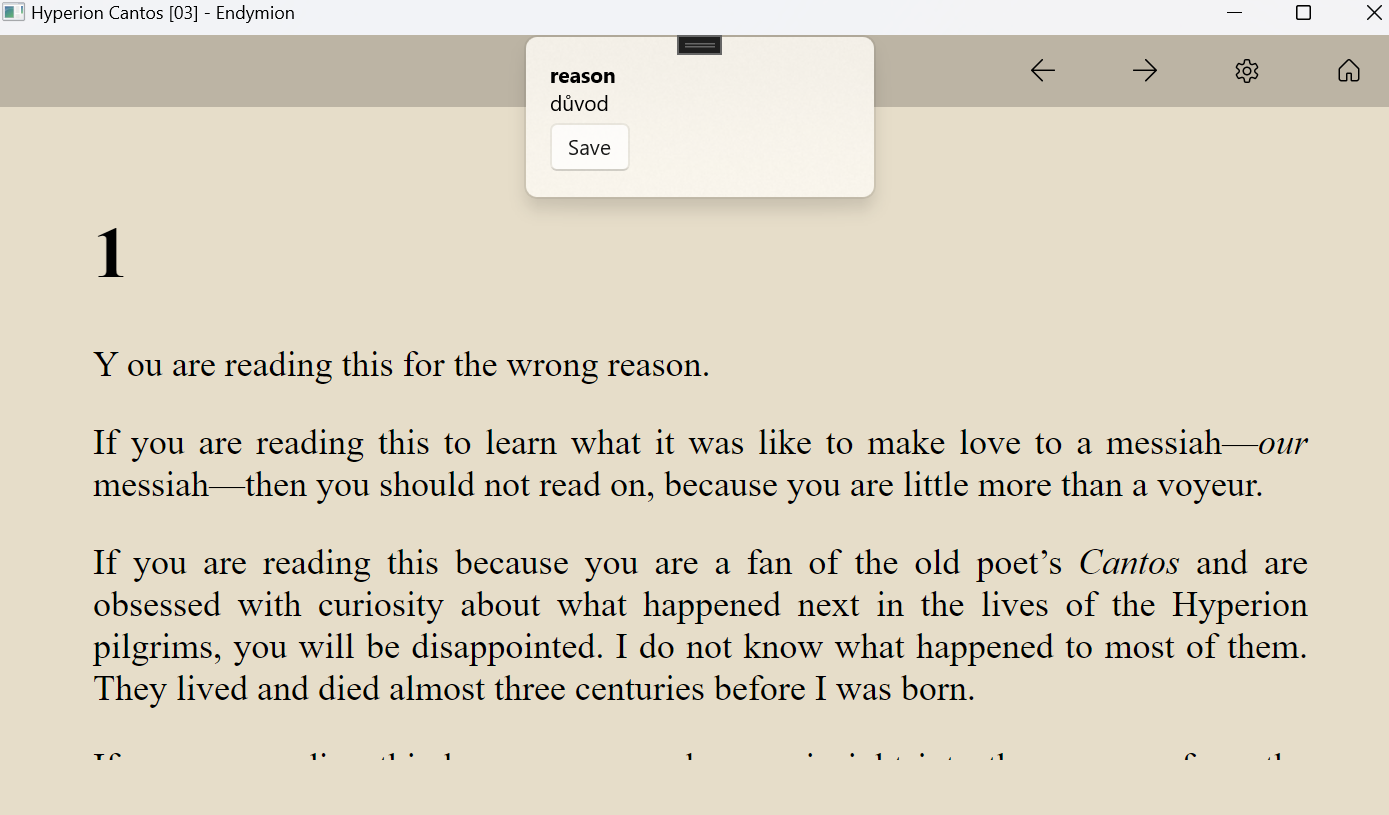 Hyperion Cantos [03] - Endymion
reason
důvod
Save
1
Y ou are reading this for the wrong reason.
If you are reading this to learn what it was like to make love to a messiah—our
messiah—then you should not read on, because you are little more than a voyeur.
If you are reading this because you are a fan of the old poet’s Cantos and are
obsessed with curiosity about what happened next in the lives of the Hyperion
pilgrims, you will be disappointed. I do not know what happened to most of them.
They lived and died almost three centuries before I was born.